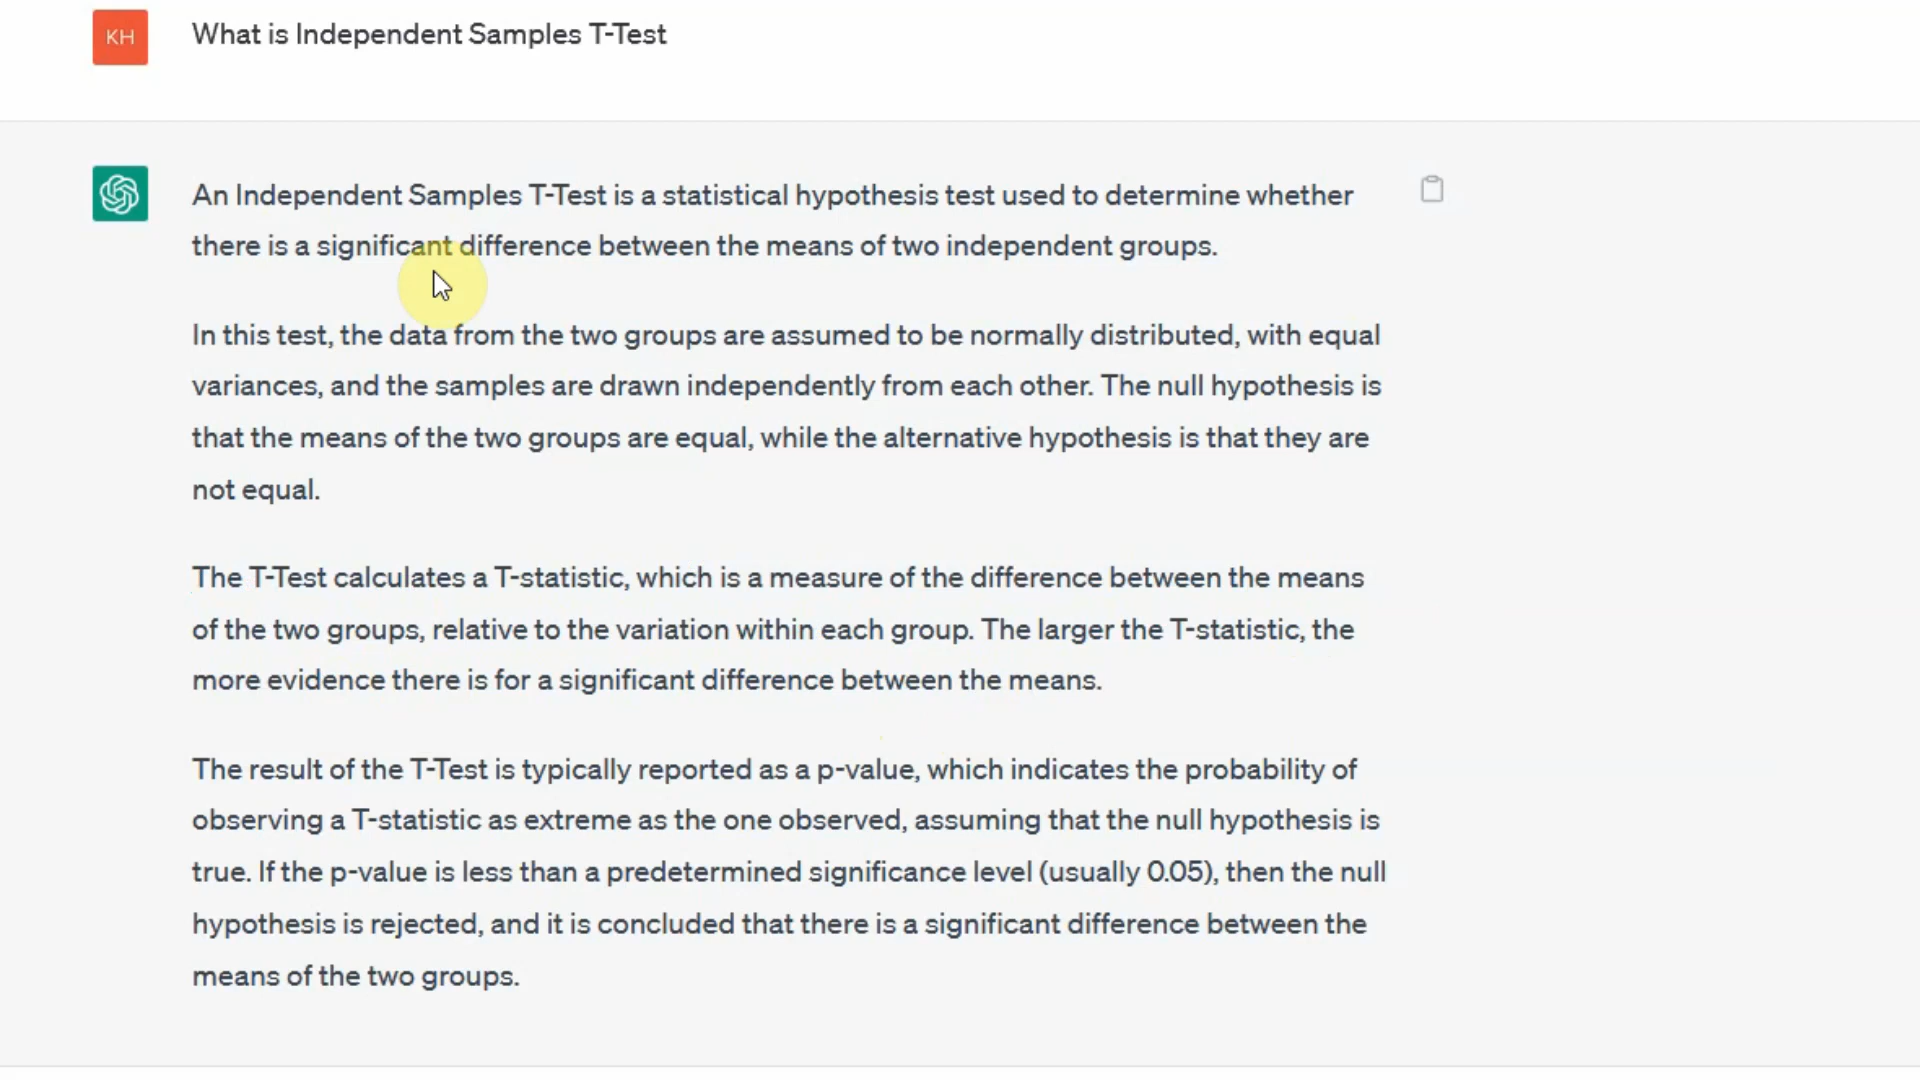 KH
What is Independent Samples T-Test
An Independent Samples T-Test is a statistical hypothesis test used to determine whether
there is a significant difference between the means of two independent groups.
In this test, the data from the two groups are assumed to be normally distributed, with equal
variances, and the samples are drawn independently from each other. The null hypothesis is
that the means of the two groups are equal, while the alternative hypothesis is that they are
not equal.
The T-Test calculates a T-statistic, which is a measure of the difference between the means
of the two groups, relative to the variation within each group. The larger the T-statistic, the
more evidence there is for a significant difference between the means.
The result of the T-Test is typically reported as a p-value, which indicates the probability of
observing a T-statistic as extreme as the one observed, assuming that the null hypothesis is
true. If the p-value is less than a predetermined significance level (usually 0.05), then the null
hypothesis is rejected, and it is concluded that there is a significant difference between the
means of the two groups.